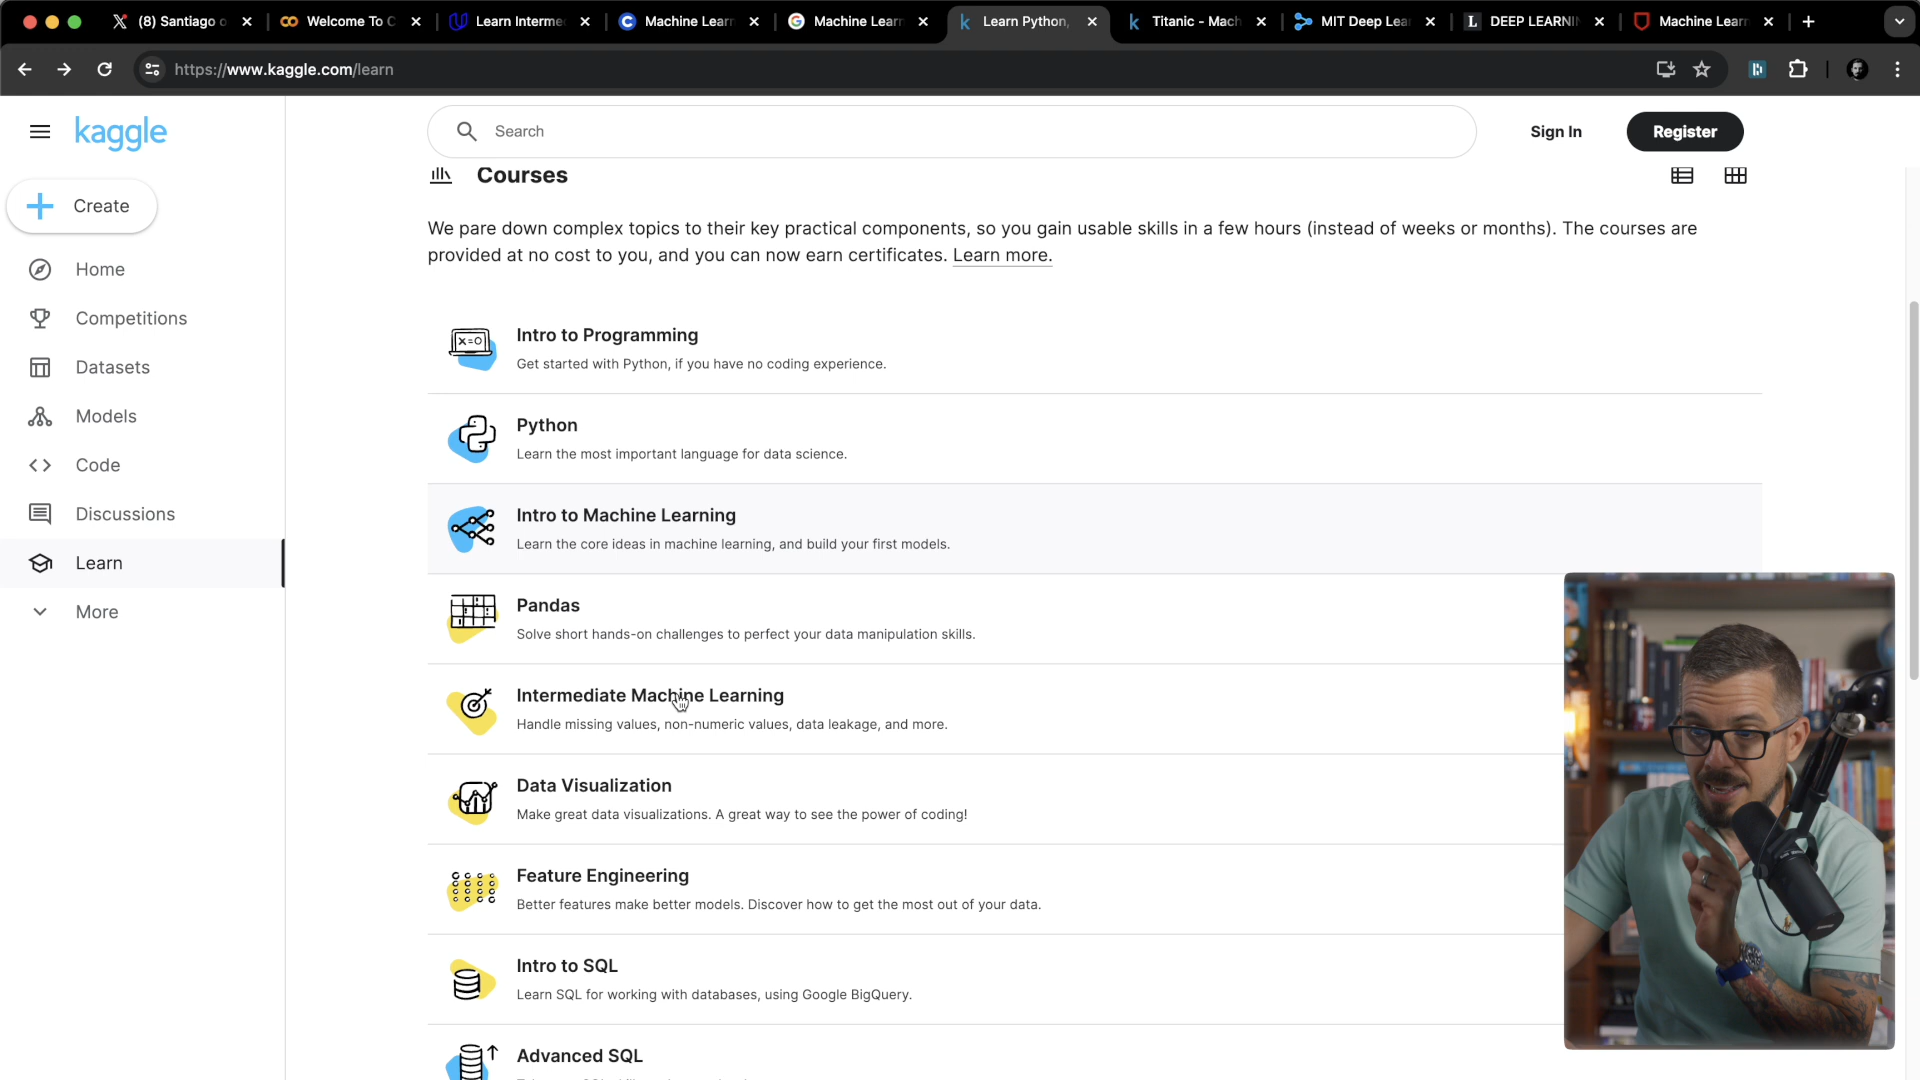 (8) Santiago o
Welcome To C
Learn Interme
Machine Learn
Machine Learn
Learn Python,
Titanic - Mach
MIT Deep Lea
DEEP LEARNIN
Machine Learn
https://www.kaggle.com/learn
kaggle
Search
Sign In
Register
Create
Home
Competitions
Datasets
Models
Code
Discussions
Learn
More
Courses
We pare down complex topics to their key practical components, so you gain usable skills in a few hours (instead of weeks or months). The courses are
provided at no cost to you, and you can now earn certificates. Learn more.
Intro to Programming
Get started with Python, if you have no coding experience.
Python
Learn the most important language for data science.
Intro to Machine Learning
Learn the core ideas in machine learning, and build your first models.
Pandas
Solve short hands-on challenges to perfect your data manipulation skills.
Intermediate Machine Learning
Handle missing values, non-numeric values, data leakage, and more.
Data Visualization
Make great data visualizations. A great way to see the power of coding!
Feature Engineering
Better features make better models. Discover how to get the most out of your data.
Intro to SQL
Learn SQL for working with databases, using Google BigQuery.
Advanced SQL